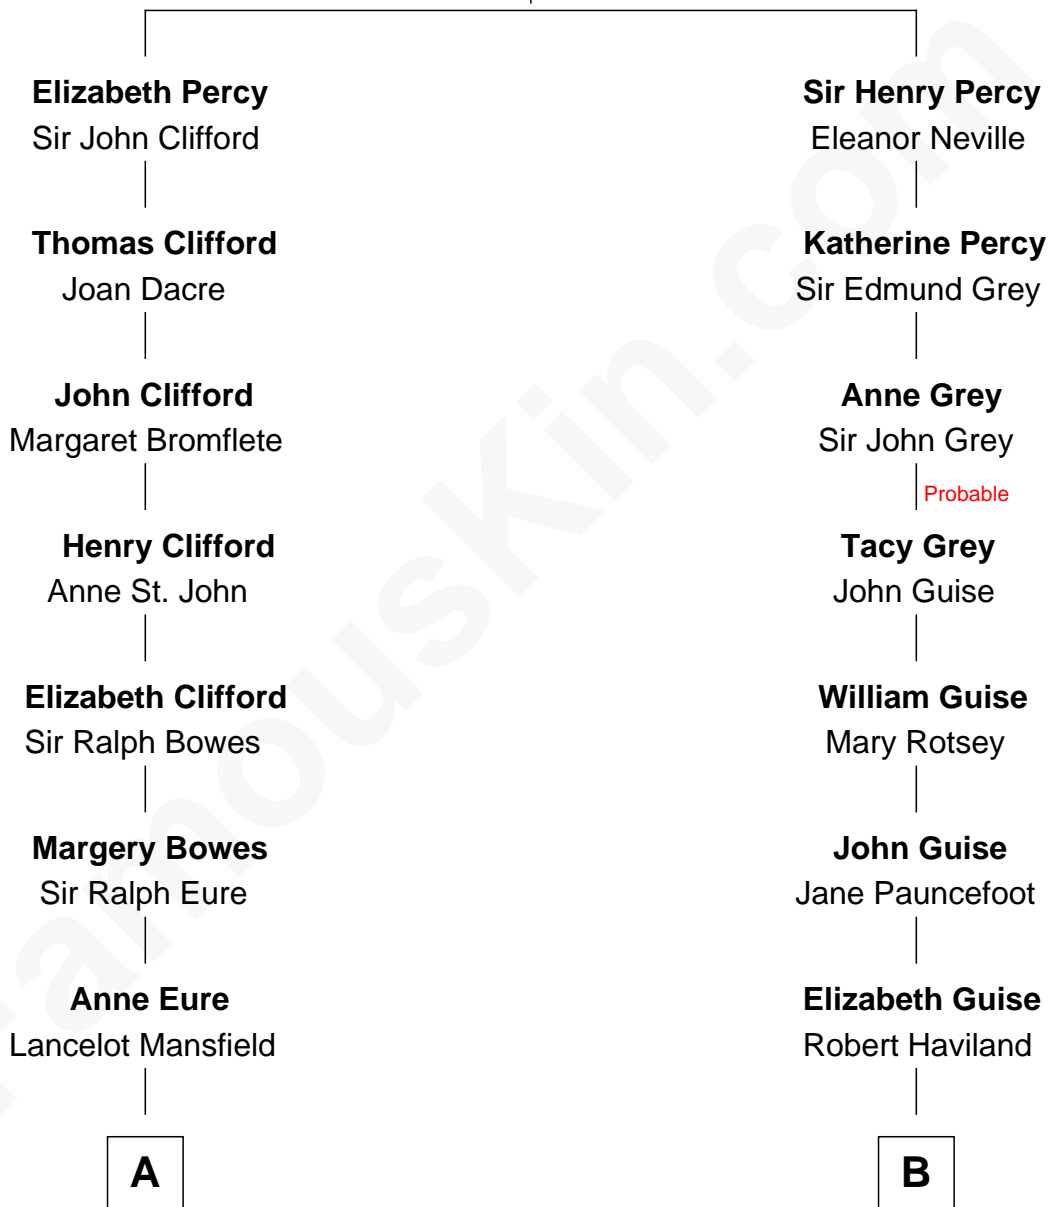 Elizabeth Percy
Sir John Clifford
Thomas Clifford
Joan Dacre
John Clifford
Margaret Bromflete
Henry Clifford
Anne St. John
Elizabeth Clifford
Sir Ralph Bowes
Margery Bowes
Sir Ralph Eure
Anne Eure
Lancelot Mansfield
A
Sir Henry Percy
Eleanor Neville
Katherine Percy
Sir Edmund Grey
Anne Grey
Sir John Grey
Probable
Tacy Grey
John Guise
William Guise
Mary Rotsey
John Guise
Jane Pauncefoot
Elizabeth Guise
Robert Haviland
B
FamousKin.com